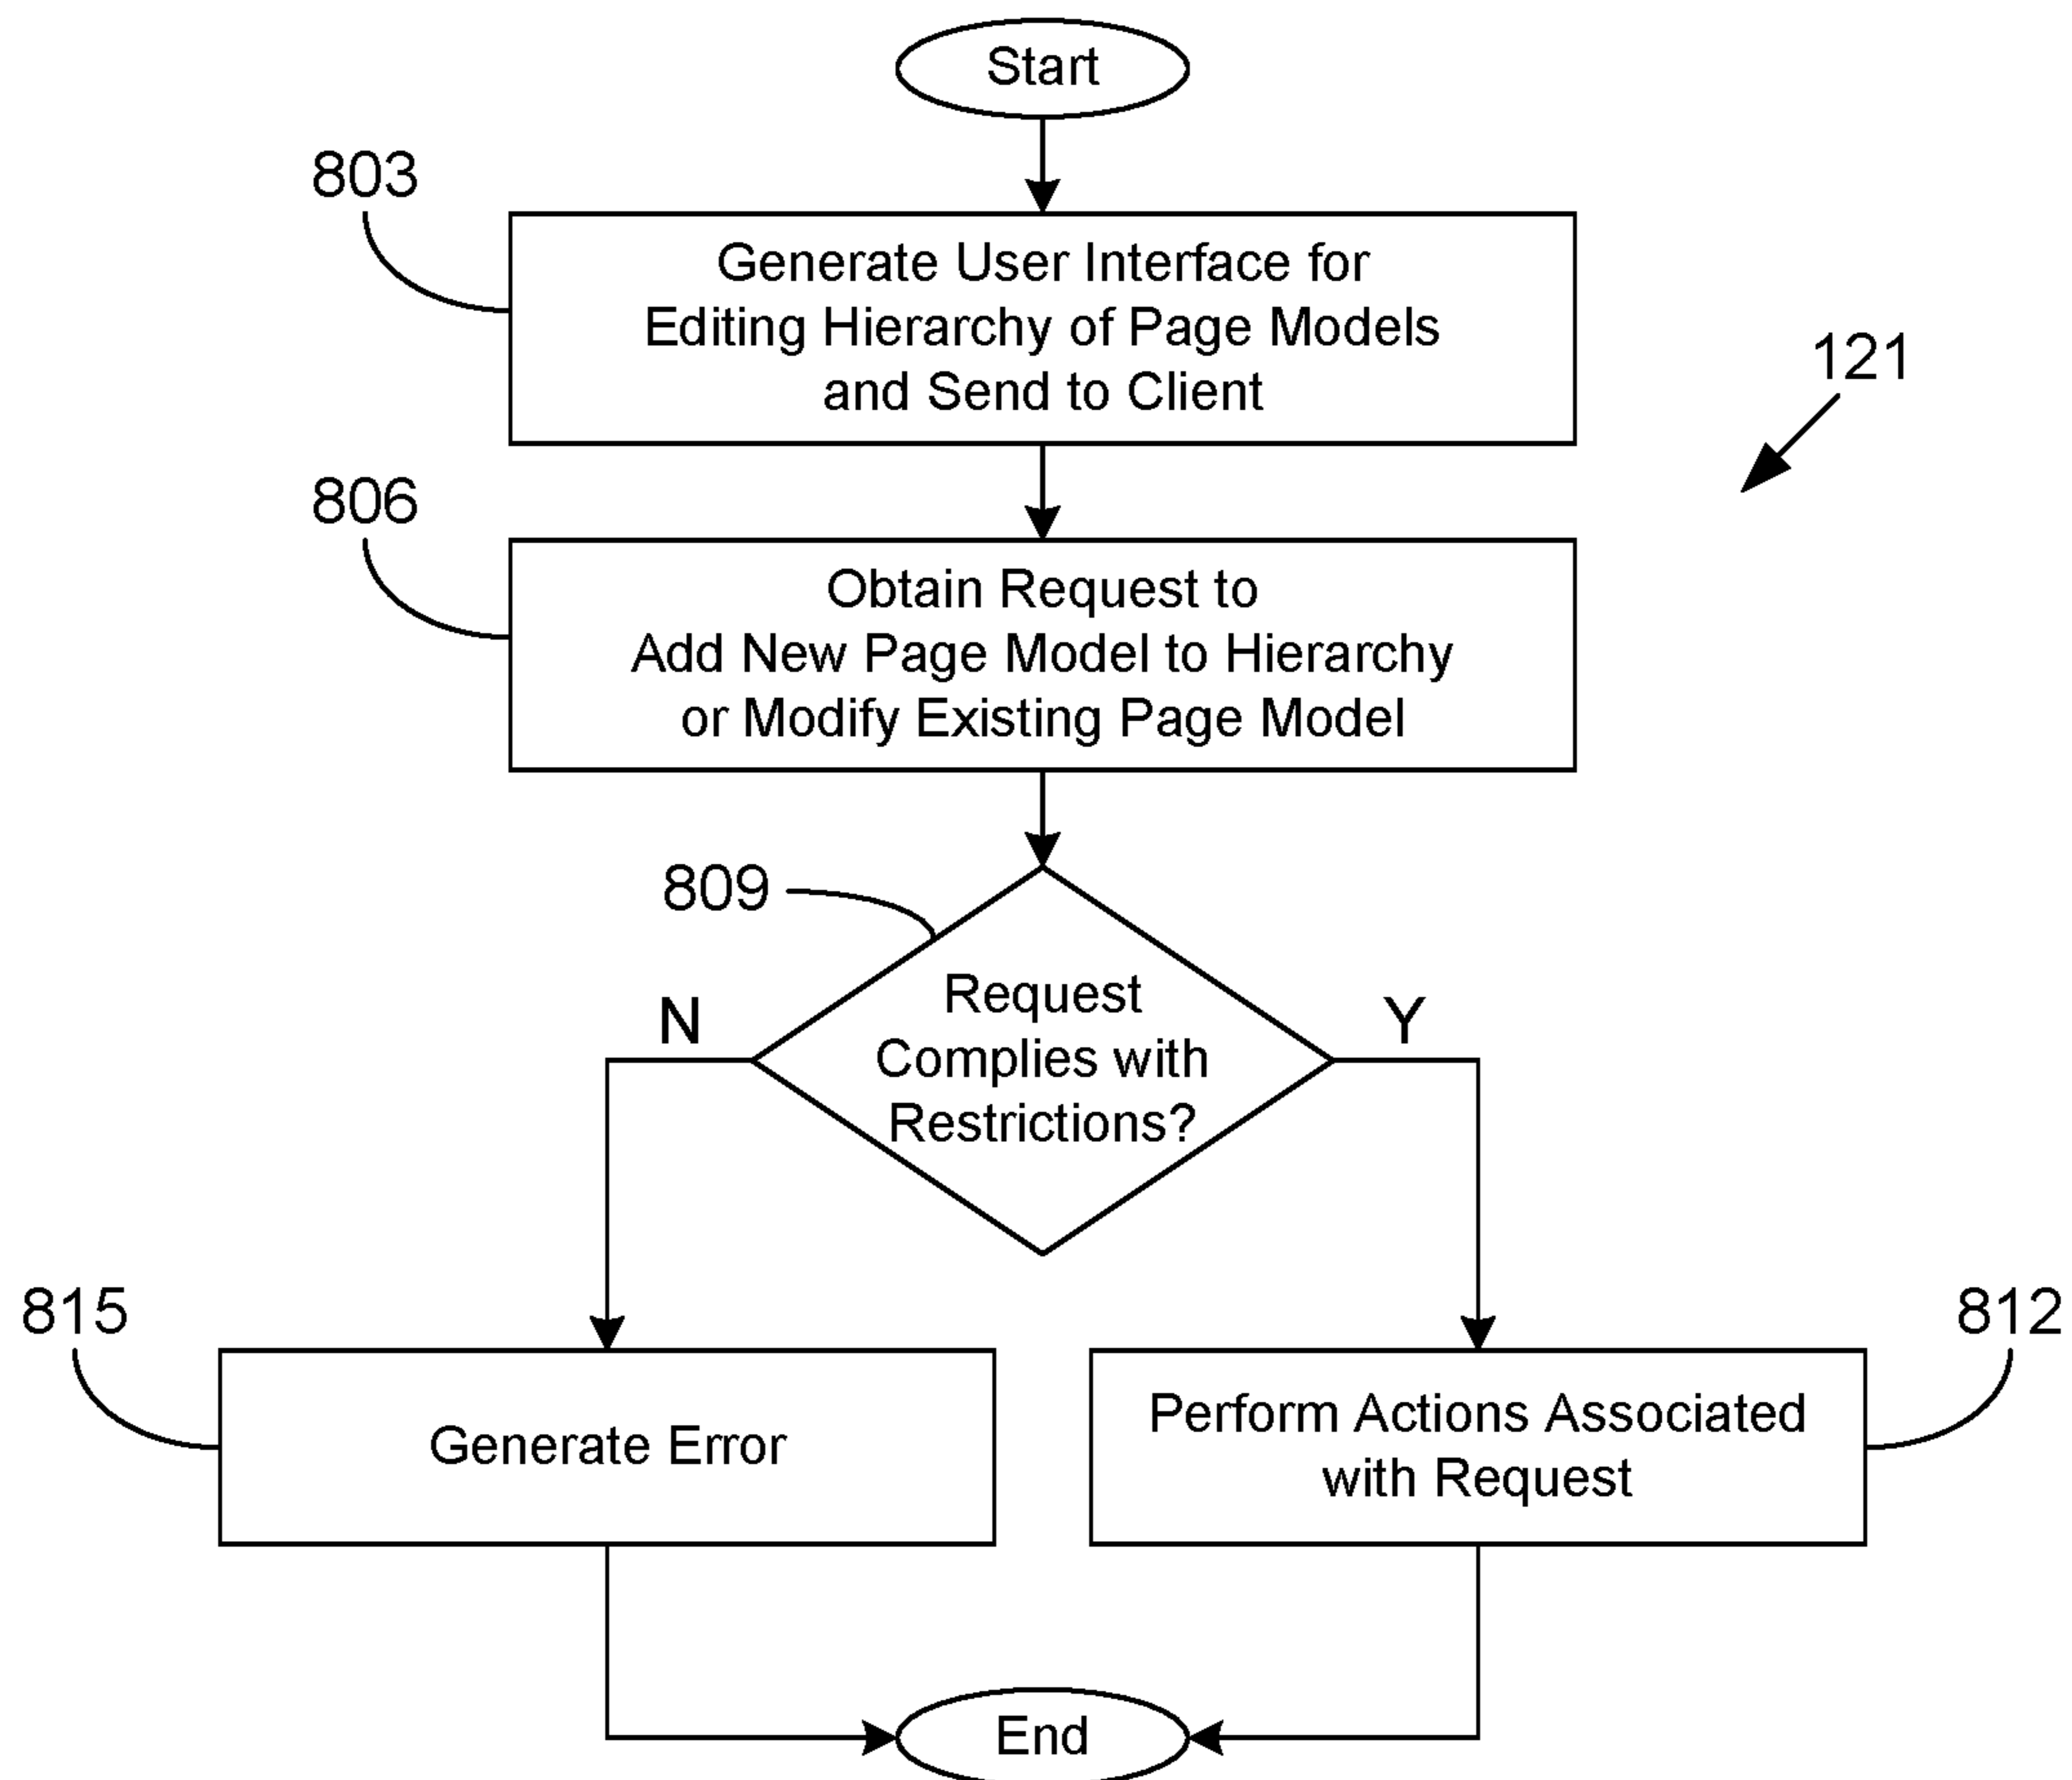 Start
803
Generate User Interface for
Editing Hierarchy of Page Models
and Send to Client
121
806
Obtain Request to
Add New Page Model to Hierarchy
or Modify Existing Page Model
809
Request
Complies with
Restrictions?
N
Y
815
Generate Error
812
Perform Actions Associated
with Request
End